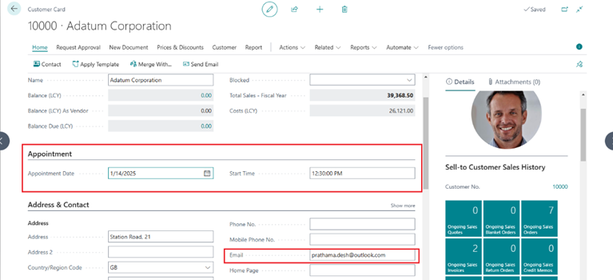 Customer Card
Saved
10000 · Adatum Corporation
Home Request Approval New Document Prices & Discounts Customer Report Actions Related Reports Automate Fewer options
Contact Apply Template Merge With... Send Email
Name Adatum Corporation Blocked
Balance (LCY) 0.00 Total Sales - Fiscal Year 39,368.50
Balance (LCY) As Vendor 0.00 Costs (LCY) 26,121.00
Balance Due (LCY) 0.00
Appointment
Appointment Date 1/14/2025 Start Time 12:30:00 PM
Address & Contact Show more
Address Phone No.
Address Station Road, 21 Mobile Phone No.
Address 2 Email prathama.desh@outlook.com
Country/Region Code GB Home Page
Details Attachments (0)
Sell-to Customer Sales History
Customer No. 10000
0 0 7
Ongoing Sales Quotes Ongoing Sales Blanket Orders Ongoing Sales Orders
2 0 0
Ongoing Sales Invoices Ongoing Sales Return Orders Ongoing Sales Credit Memos